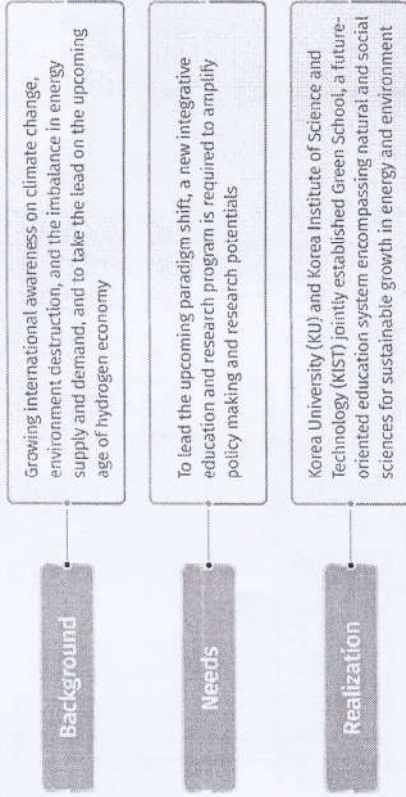 Background
Growing international awareness on climate change,
environment destruction, and the imbalance in energy
supply and demand, and to take the lead on the upcoming
age of hydrogen economy
Needs
To lead the upcoming paradigm shift, a new integrative
education and research program is required to amplify
policy making and research potentials
Realization
Korea University (KU) and Korea Institute of Science and
Technology (KIST) jointly established Green School, a future-
oriented education system encompassing natural and social
sciences for sustainable growth in energy and environment